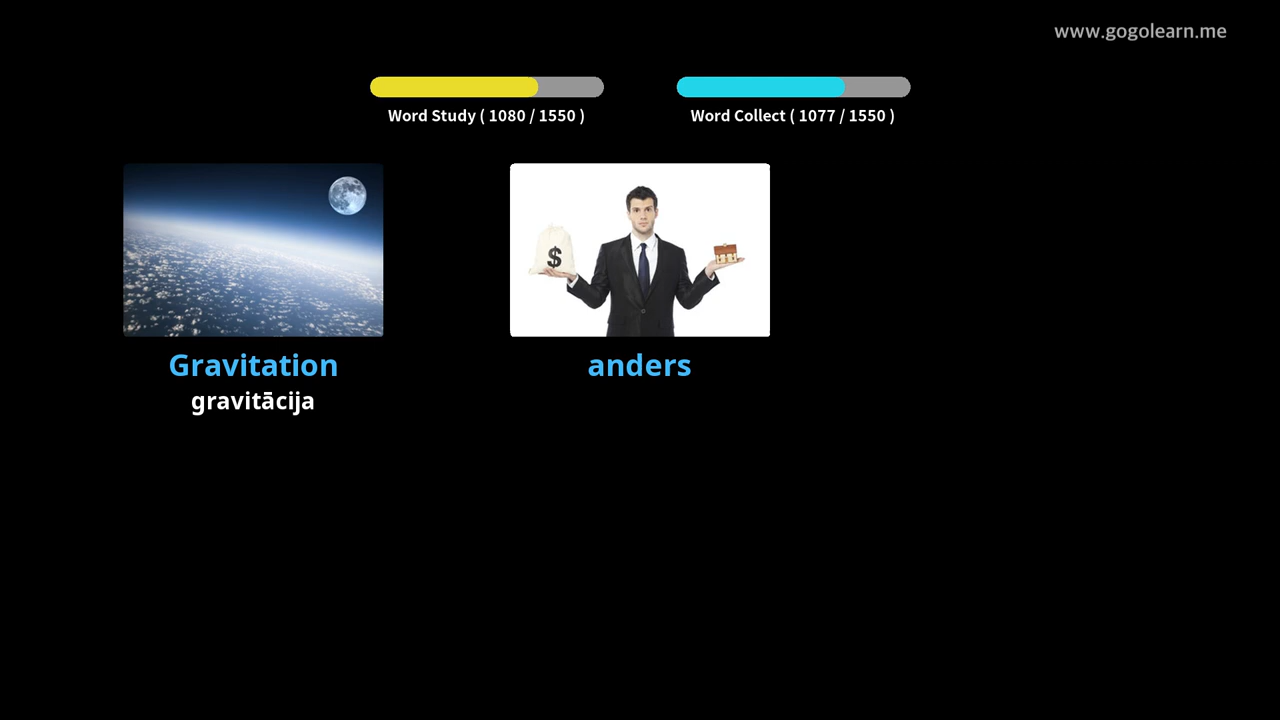 www.gogolearn.me
Word Study ( 1080 / 1550 )
Word Collect ( 1077 / 1550 )
$
Gravitation
anders
gravitācija